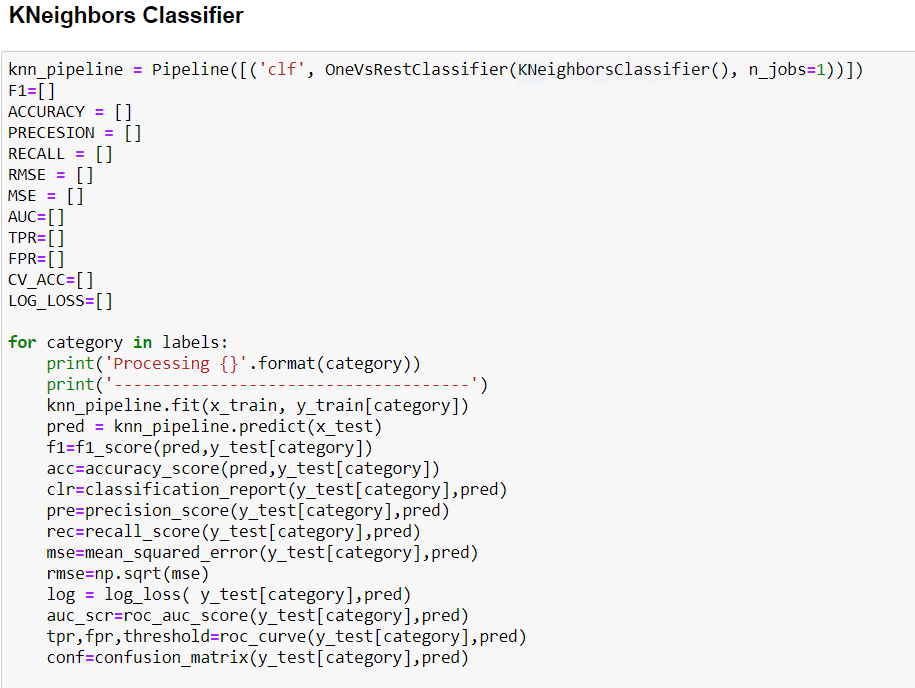 KNeighbors Classifier
knn_pipeline = Pipeline([('clf', OneVsRestClassifier(KNeighborsClassifier(), n_jobs=1))])
F1=[]
ACCURACY = []
PRECESION = []
RECALL = []
RMSE = []
MSE = []
AUC=[]
TPR=[]
FPR=[]
CV_ACC=[]
LOG_LOSS=[]
for category in labels:
    print('Processing {}'.format(category))
    print('-------------------------------------')
    knn_pipeline.fit(x_train, y_train[category])
    pred = knn_pipeline.predict(x_test)
    f1=f1_score(pred,y_test[category])
    acc=accuracy_score(pred,y_test[category])
    clr=classification_report(y_test[category],pred)
    pre=precision_score(y_test[category],pred)
    rec=recall_score(y_test[category],pred)
    mse=mean_squared_error(y_test[category],pred)
    rmse=np.sqrt(mse)
    log = log_loss( y_test[category],pred)
    auc_scr=roc_auc_score(y_test[category],pred)
    tpr,fpr,threshold=roc_curve(y_test[category],pred)
    conf=confusion_matrix(y_test[category],pred)